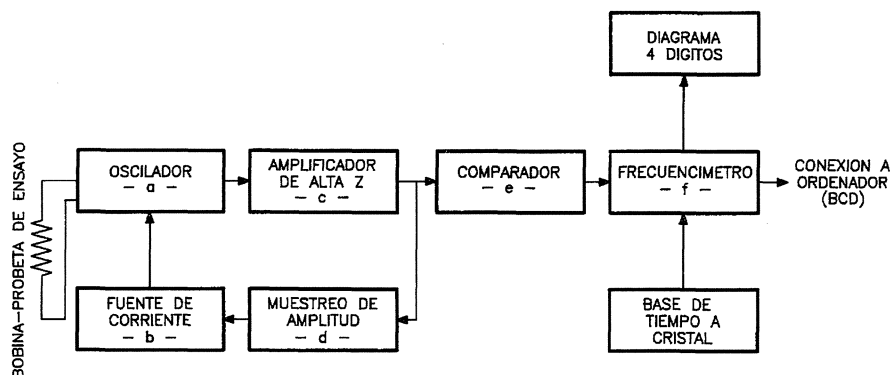 DIAGRAMA
4 DIGITOS
BOBINA-PROBETA DE ENSAYO
OSCILADOR
- a -
AMPLIFICADOR
DE ALTA Z
- c -
COMPARADOR
- e -
FRECUENCIMETRO
- f -
CONEXION A
ORDENADOR
(BCD)
FUENTE DE
CORRIENTE
- b -
MUESTREO DE
AMPLITUD
- d -
BASE DE
TIEMPO A
CRISTAL